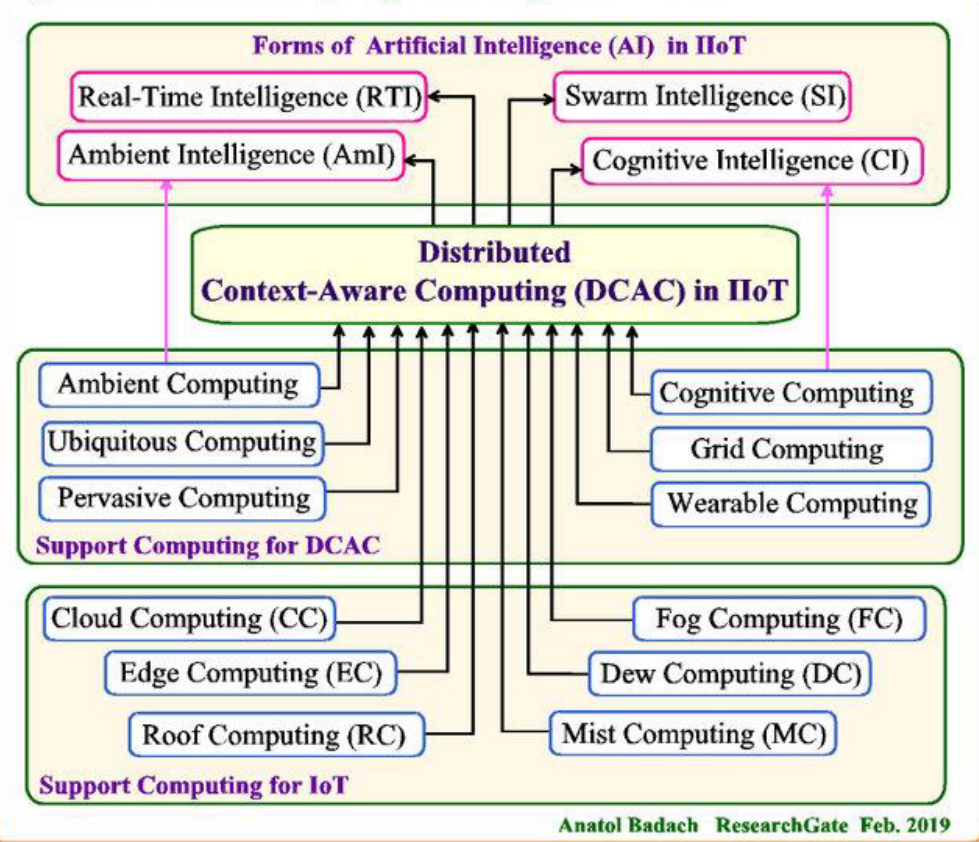 Forms of Artificial Intelligence (AI) in IIoT
Real-Time Intelligence (RTI)
Swarm Intelligence (SI)
Ambient Intelligence (AmI)
Cognitive Intelligence (CI)
Distributed
Context-Aware Computing (DCAC) in IIoT
Ambient Computing
Cognitive Computing
Ubiquitous Computing
Grid Computing
Pervasive Computing
Wearable Computing
Support Computing for DCAC
Cloud Computing (CC)
Fog Computing (FC)
Edge Computing (EC)
Dew Computing (DC)
Roof Computing (RC)
Mist Computing (MC)
Support Computing for IoT
Anatol Badach ResearchGate Feb. 2019